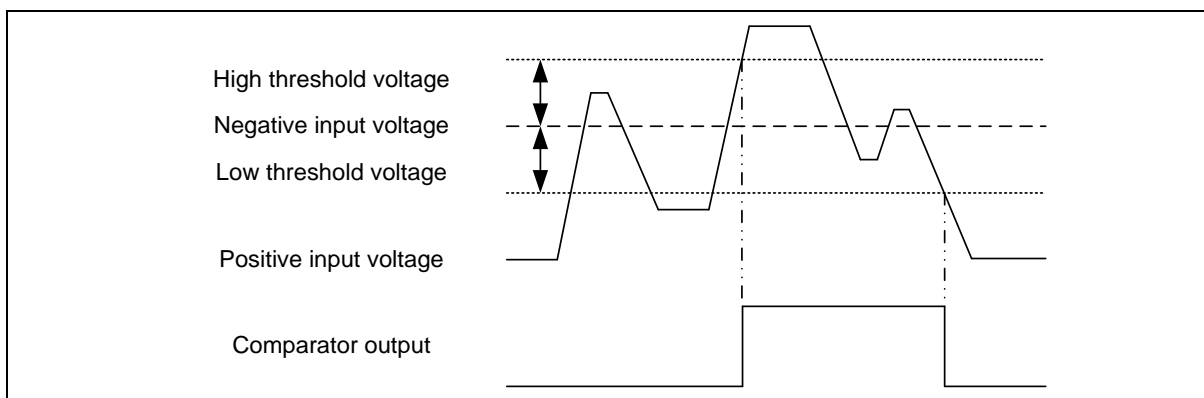 High threshold voltage
Negative input voltage
Low threshold voltage
Positive input voltage
Comparator output